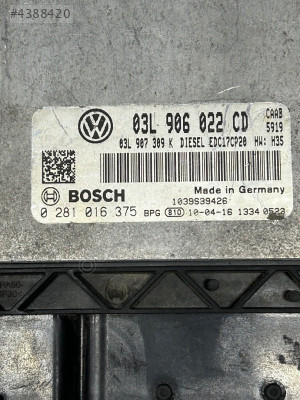 #4388420
03L 906 022 CD CAAB
5919
03L 907 309 K DIESEL EDC17CP20 HW: H35
BOSCH
Made in Germany
1039S39426
0 281 016 375 BPG 810 10-04-16 1334 0523